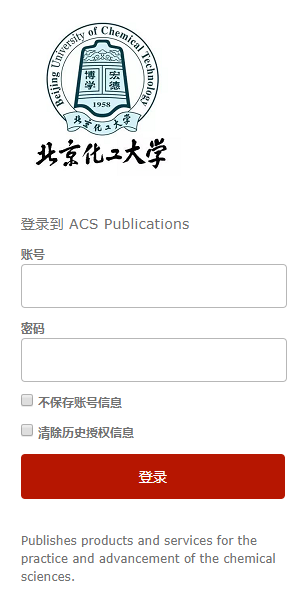 Beijing University of Chemical Technology
博学 宏德
1958
北京化工大学
北京化工大学
登录到 ACS Publications
账号
密码
不保存账号信息
清除历史授权信息
登录
Publishes products and services for the
practice and advancement of the chemical
sciences.